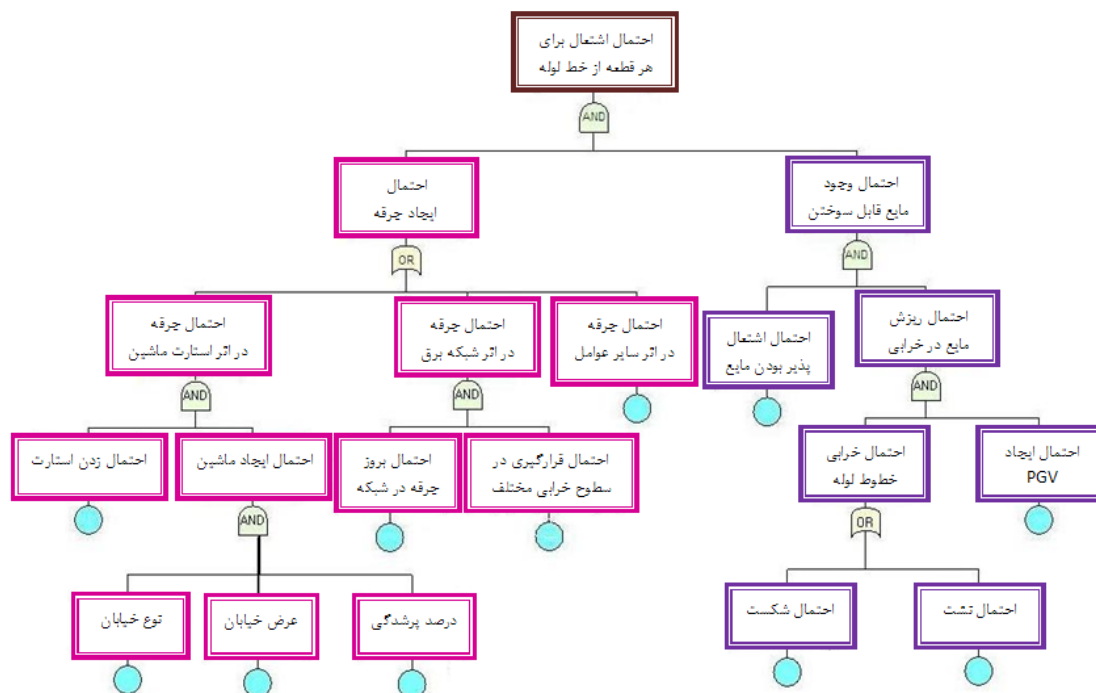 احتمال اشتعال برای
هر قطعه از خط لوله
AND
احتمال
ایجاد جرقه
احتمال وجود
مایع قابل سوختن
OR
AND
احتمال جرقه
در اثر استارت ماشین
احتمال جرقه
در اثر شبکه برق
احتمال جرقه
در اثر سایر عوامل
احتمال اشتعال
پذیر بودن مایع
احتمال ریزش
مایع در خرابی
AND
AND
AND
احتمال زدن استارت
احتمال ایجاد ماشین
احتمال بروز
جرقه در شبکه
احتمال قرارگیری در
سطوح خرابی مختلف
احتمال خرابی
خطوط لوله
احتمال ایجاد
PGV
AND
OR
نوع خیابان
عرض خیابان
درصد پرشدگی
احتمال شکست
احتمال نشت